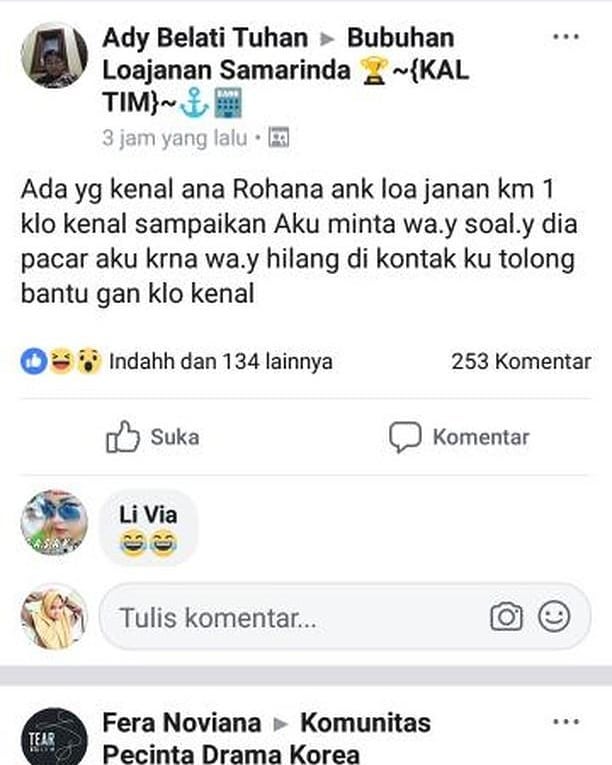 Ady Belati Tuhan ▸ Bubuhan
Loajanan Samarinda 🏆~{KAL
TIM}~⚓🏦
3 jam yang lalu •
Ada yg kenal ana Rohana ank loa janan km 1
klo kenal sampaikan Aku minta wa.y soal.y dia
pacar aku krna wa.y hilang di kontak ku tolong
bantu gan klo kenal
👍😆😮 Indahh dan 134 lainnya 253 Komentar
Suka Komentar
Li Via
😂😂
Tulis komentar...
TEAR
Fera Noviana ▸ Komunitas
Pecinta Drama Korea